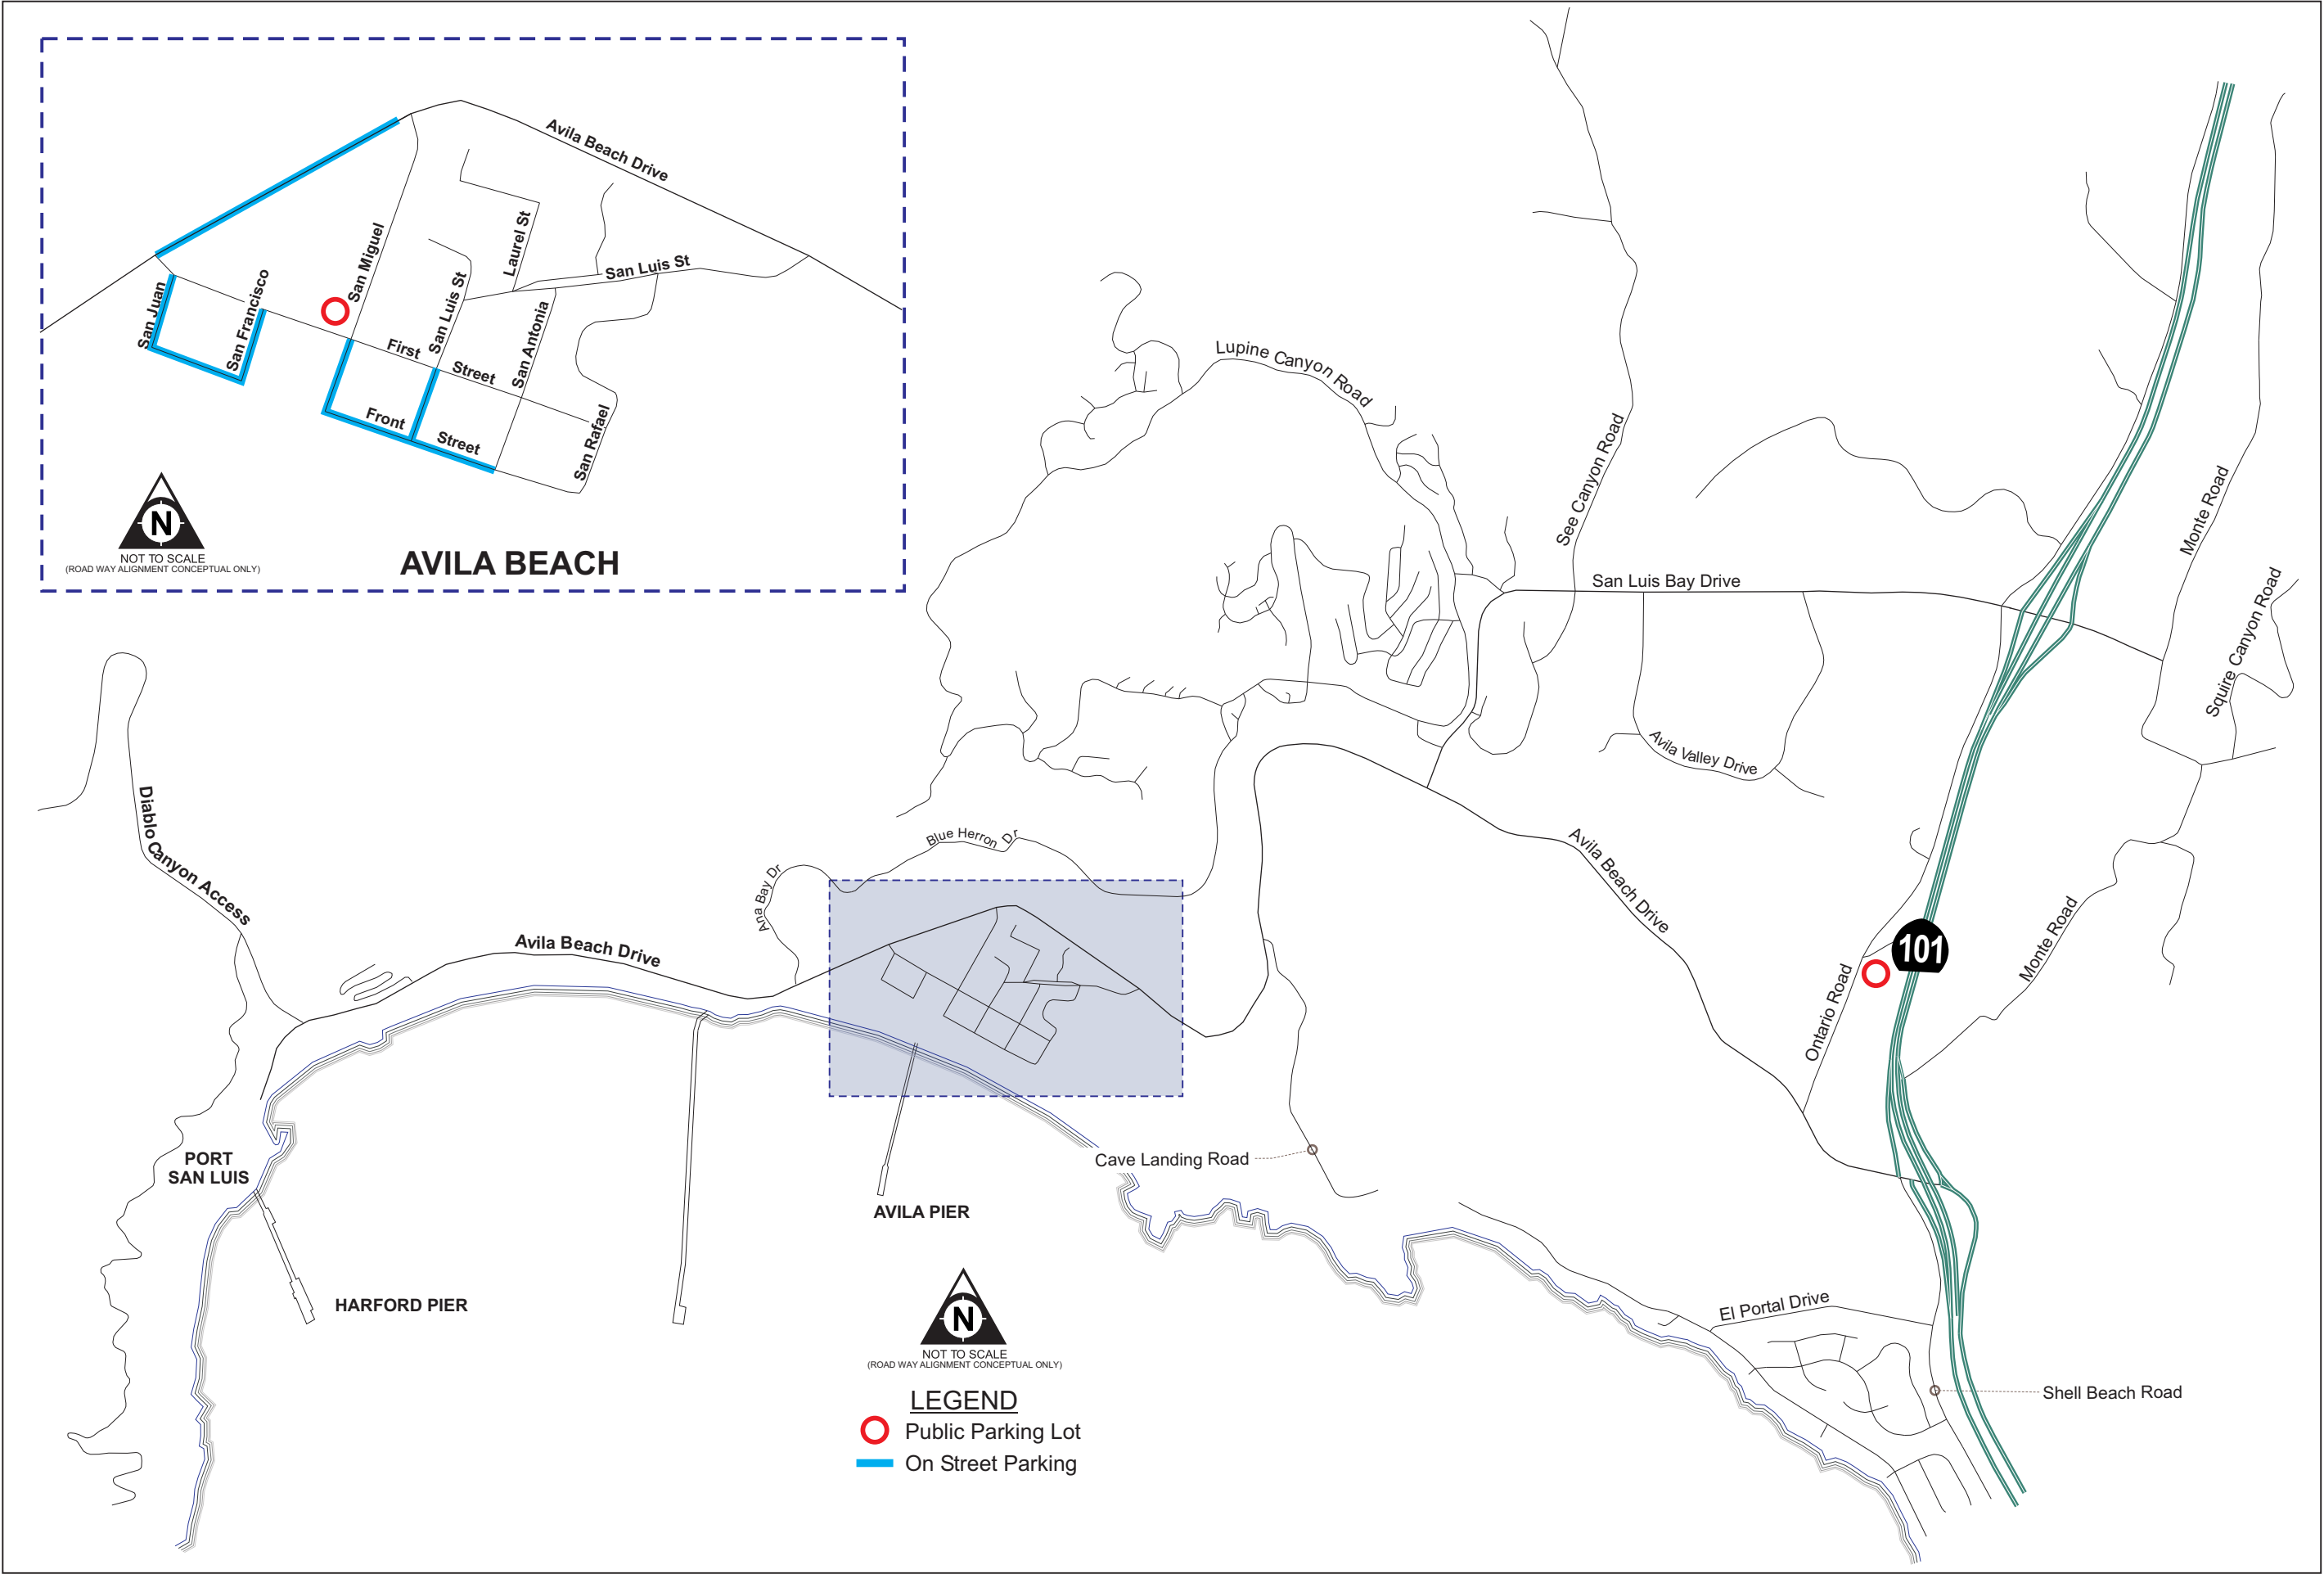 Avila Beach Drive
San Miguel
Laurel St
San Luis St
San Luis St
San Juan
San Francisco
San Antonia
First
Street
Front
Street
San Rafael
N
NOT TO SCALE
(ROAD WAY ALIGNMENT CONCEPTUAL ONLY)
AVILA BEACH
Lupine Canyon Road
See Canyon Road
San Luis Bay Drive
Monte Road
Squire Canyon Road
Avila Valley Drive
Diablo Canyon Access
Blue Herron Dr
Ana Bay Dr
Avila Beach Drive
Avila Beach Drive
101
Ontario Road
Monte Road
PORT
SAN LUIS
Cave Landing Road
AVILA PIER
HARFORD PIER
El Portal Drive
Shell Beach Road
N
NOT TO SCALE
(ROAD WAY ALIGNMENT CONCEPTUAL ONLY)
LEGEND
Public Parking Lot
On Street Parking